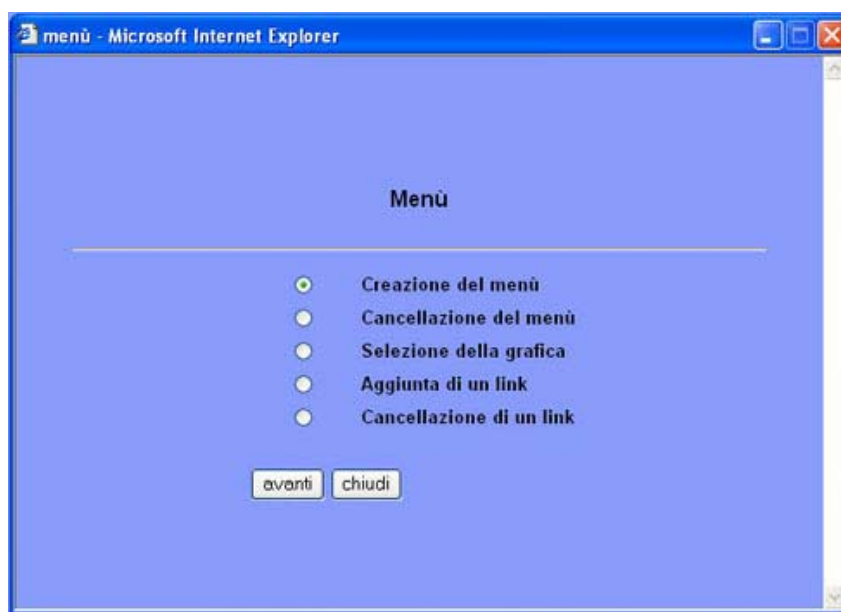 menù - Microsoft Internet Explorer
Menù
Creazione del menù
Cancellazione del menù
Selezione della grafica
Aggiunta di un link
Cancellazione di un link
avanti chiudi